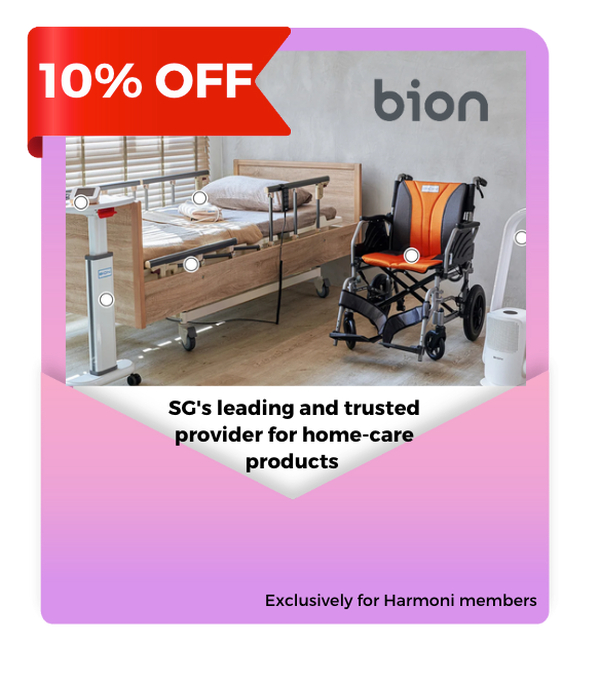 10% OFF
bion
SG's leading and trusted
provider for home-care
products
Exclusively for Harmoni members